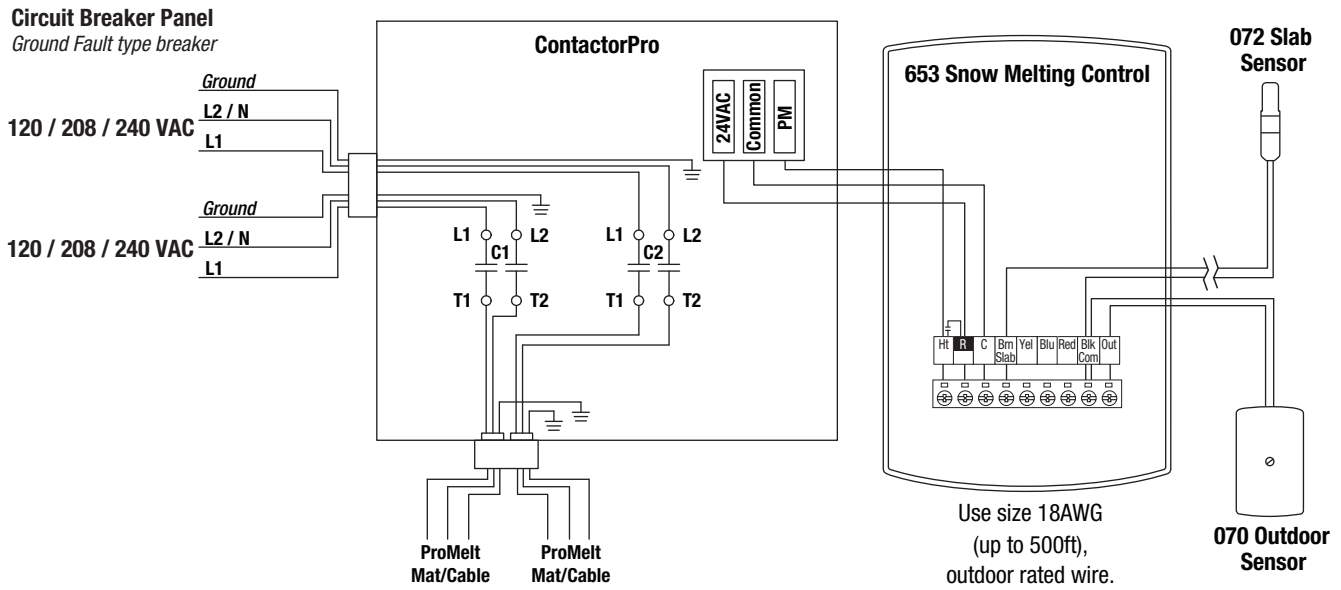 Circuit Breaker Panel
Ground Fault type breaker
Ground
L2 / N
120 / 208 / 240 VAC
L1
Ground
L2 / N
120 / 208 / 240 VAC
L1
ContactorPro
24VAC
Common
PM
L1
L2
C1
T1
T2
L1
L2
C2
T1
T2
ProMelt
Mat/Cable
ProMelt
Mat/Cable
653 Snow Melting Control
Ht R C Brn Yel Blu Red Blk Out
Slab Com
Use size 18AWG
(up to 500ft),
outdoor rated wire.
072 Slab
Sensor
070 Outdoor
Sensor